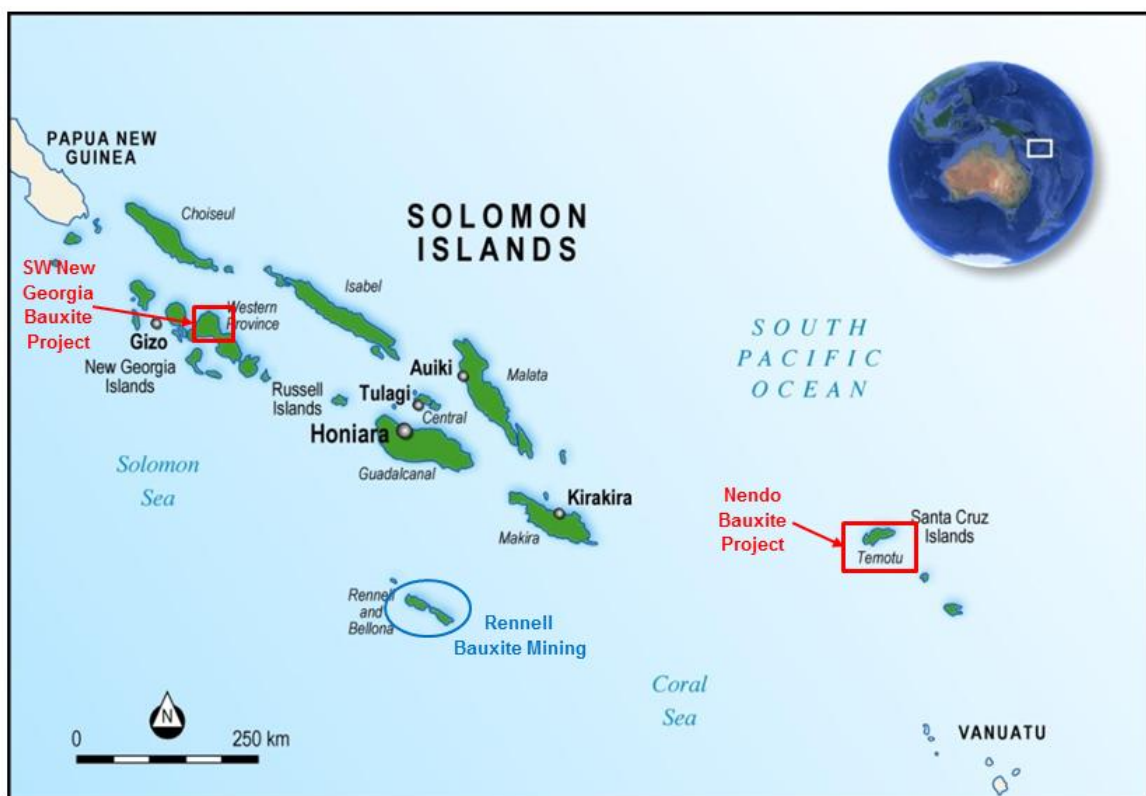 PAPUA NEW
GUINEA
Choiseul
SOLOMON
ISLANDS
SW New
Georgia
Bauxite
Project
Western
Province
Isabel
Gizo
New Georgia
Islands
Russell
Islands
Auiki
Malata
Tulagi
Central
Honiara
Guadalcanal
SOUTH
PACIFIC
OCEAN
Solomon
Sea
Kirakira
Makira
Nendo
Bauxite
Project
Santa Cruz
Islands
Temotu
Rennell
and
Bellona
Rennell
Bauxite Mining
Coral
Sea
N
0 250 km
VANUATU